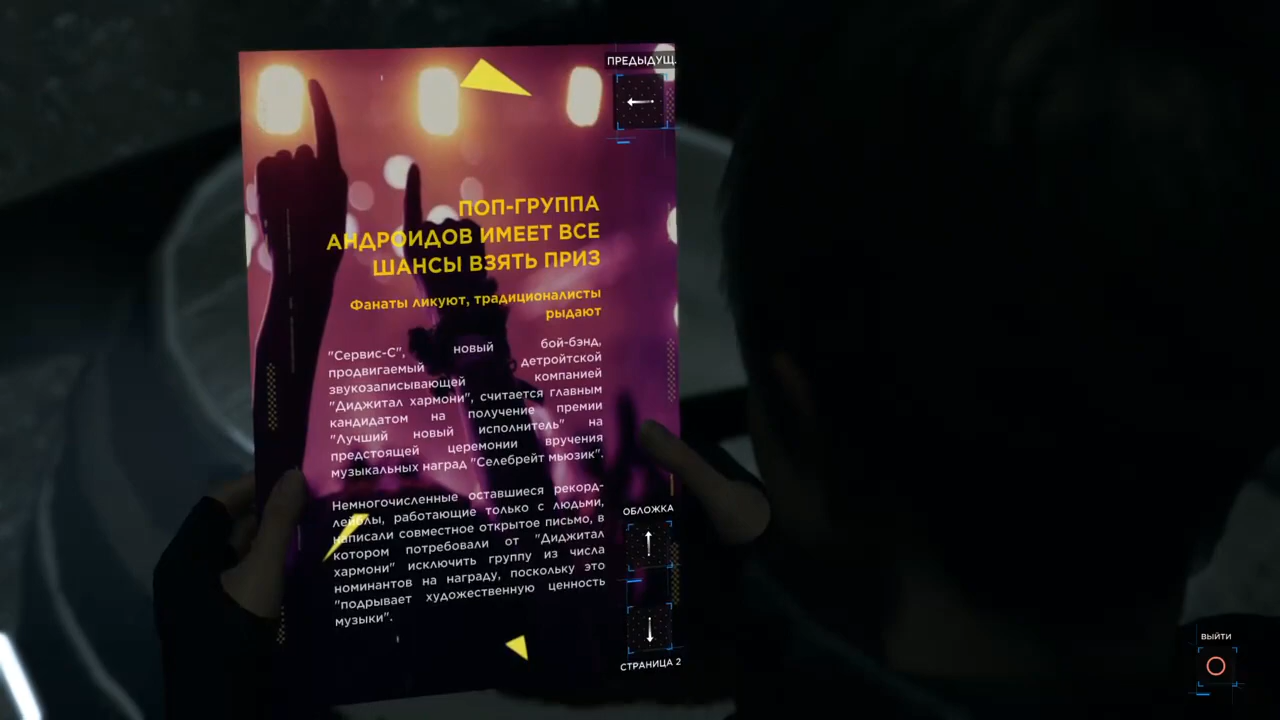 ПРЕДЫДУЩ.
ПОП-ГРУППА
АНДРОИДОВ ИМЕЕТ ВСЕ
ШАНСЫ ВЗЯТЬ ПРИЗ
Фанаты ликуют, традиционалисты
рыдают
"Сервис-С", новый бой-бэнд,
продвигаемый детройтской
звукозаписывающей компанией
"Диджитал хармони", считается главным
кандидатом на получение премии
"Лучший новый исполнитель" на
предстоящей церемонии вручения
музыкальных наград "Селебрейт мьюзик".
Немногочисленные оставшиеся рекорд-
лейблы, работающие только с людьми,
написали совместное открытое письмо, в
котором потребовали от "Диджитал
хармони" исключить группу из числа
номинантов на награду, поскольку это
"подрывает художественную ценность
музыки".
ОБЛОЖКА
СТРАНИЦА 2
ВЫЙТИ